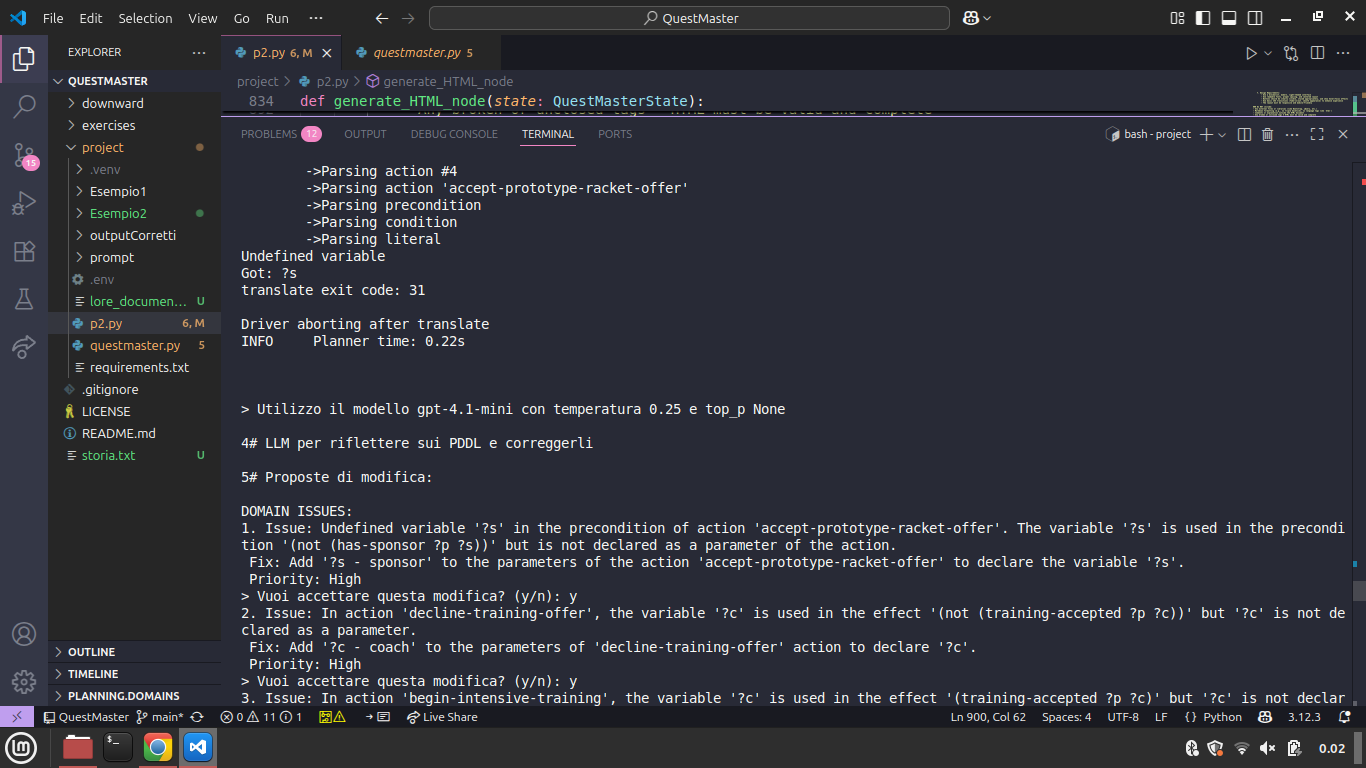 File Edit Selection View Go Run ··· QuestMaster
EXPLORER ···
QUESTMASTER
downward
exercises
project
.venv
Esempio1
Esempio2
outputCorretti
prompt
.env
lore_documen... U
p2.py 6, M
questmaster.py 5
requirements.txt
.gitignore
LICENSE
README.md
storia.txt U
OUTLINE
TIMELINE
PLANNING.DOMAINS
15
p2.py 6, M questmaster.py 5
project > p2.py > generate_HTML_node
834 def generate_HTML_node(state: QuestMasterState):
PROBLEMS 12 OUTPUT DEBUG CONSOLE TERMINAL PORTS bash - project
->Parsing action #4
->Parsing action 'accept-prototype-racket-offer'
->Parsing precondition
->Parsing condition
->Parsing literal
Undefined variable
Got: ?s
translate exit code: 31
Driver aborting after translate
INFO Planner time: 0.22s
> Utilizzo il modello gpt-4.1-mini con temperatura 0.25 e top_p None
4# LLM per riflettere sui PDDL e correggerli
5# Proposte di modifica:
DOMAIN ISSUES:
1. Issue: Undefined variable '?s' in the precondition of action 'accept-prototype-racket-offer'. The variable '?s' is used in the precondi
tion '(not (has-sponsor ?p ?s))' but is not declared as a parameter of the action.
Fix: Add '?s - sponsor' to the parameters of the action 'accept-prototype-racket-offer' to declare the variable '?s'.
Priority: High
> Vuoi accettare questa modifica? (y/n): y
2. Issue: In action 'decline-training-offer', the variable '?c' is used in the effect '(not (training-accepted ?p ?c))' but '?c' is not de
clared as a parameter.
Fix: Add '?c - coach' to the parameters of 'decline-training-offer' action to declare '?c'.
Priority: High
> Vuoi accettare questa modifica? (y/n): y
3. Issue: In action 'begin-intensive-training', the variable '?c' is used in the effect '(training-accepted ?p ?c)' but '?c' is not declar
QuestMaster main* 0 11 1 Live Share Ln 900, Col 62 Spaces: 4 UTF-8 LF {} Python 3.12.3
0.02